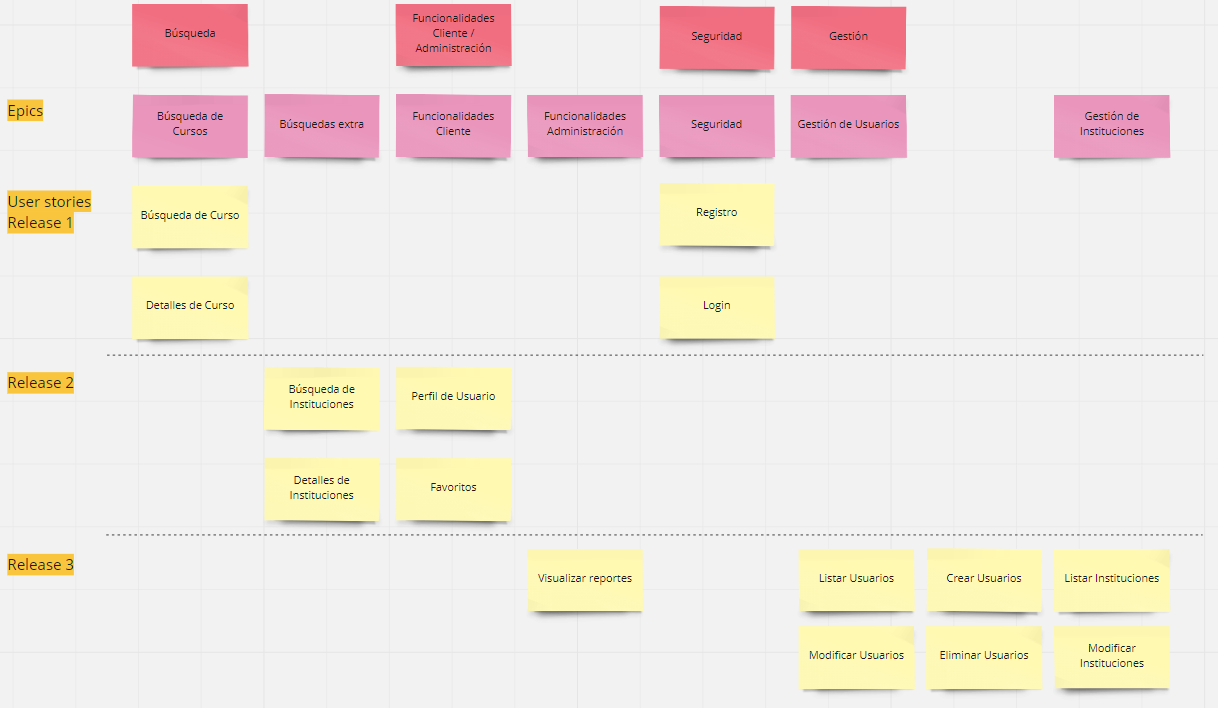 Búsqueda
Funcionalidades
Cliente /
Administración
Seguridad
Gestión
Epics
Búsqueda de
Cursos
Búsquedas extra
Funcionalidades
Cliente
Funcionalidades
Administración
Seguridad
Gestión de Usuarios
Gestión de
Instituciones
User stories
Release 1
Búsqueda de Curso
Registro
Detalles de Curso
Login
Release 2
Búsqueda de
Instituciones
Perfil de Usuario
Detalles de
Instituciones
Favoritos
Release 3
Visualizar reportes
Listar Usuarios
Crear Usuarios
Listar Instituciones
Modificar Usuarios
Eliminar Usuarios
Modificar
Instituciones